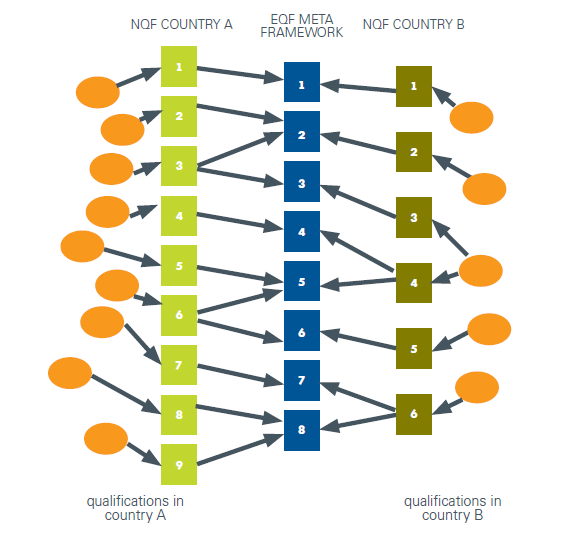 NQF COUNTRY A
EQF META
FRAMEWORK
NQF COUNTRY B
1
2
3
4
5
6
7
8
9
1
2
3
4
5
6
7
8
1
2
3
4
5
6
qualifications in
country A
qualifications in
country B